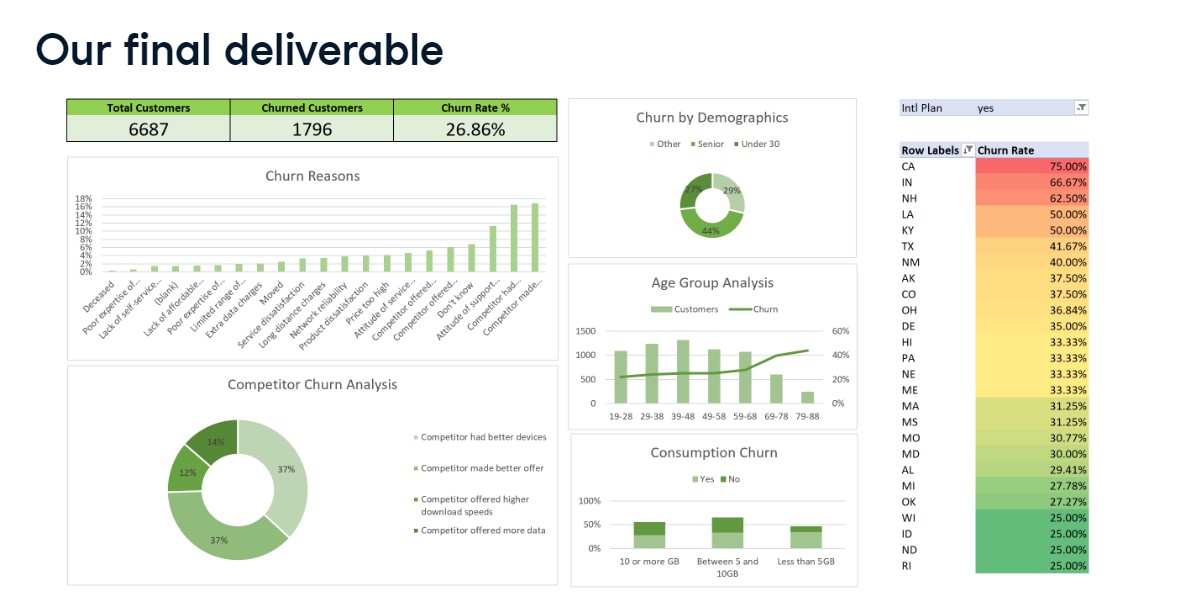 Our final deliverable
Total Customers Churned Customers Churn Rate %
6687 1796 26.86%
Churn Reasons
18%
16%
14%
12%
10%
8%
6%
4%
2%
0%
Deceased
Poor expertise of...
Lack of self-service...
(blank)
Lack of affordable...
Poor expertise of...
Limited range of...
Extra data charges
Moved
Service dissatisfaction
Long distance charges
Network reliability
Product dissatisfaction
Price too high
Attitude of service...
Competitor offered...
Competitor offered...
Don't know
Attitude of support...
Competitor had...
Competitor made...
Competitor Churn Analysis
14%
37%
12%
37%
Competitor had better devices
Competitor made better offer
Competitor offered higher
download speeds
Competitor offered more data
Churn by Demographics
Other Senior Under 30
27% 29%
44%
Age Group Analysis
Customers Churn
1500 60%
1000 40%
500 20%
0 0%
19-28 29-38 39-48 49-58 59-68 69-78 79-88
Consumption Churn
Yes No
100%
50%
0%
10 or more GB Between 5 and Less than 5GB
10GB
Intl Plan yes
Row Labels Churn Rate
CA 75.00%
IN 66.67%
NH 62.50%
LA 50.00%
KY 50.00%
TX 41.67%
NM 40.00%
AK 37.50%
CO 37.50%
OH 36.84%
DE 35.00%
HI 33.33%
PA 33.33%
NE 33.33%
ME 33.33%
MA 31.25%
MS 31.25%
MO 30.77%
MD 30.00%
AL 29.41%
MI 27.78%
OK 27.27%
WI 25.00%
ID 25.00%
ND 25.00%
RI 25.00%